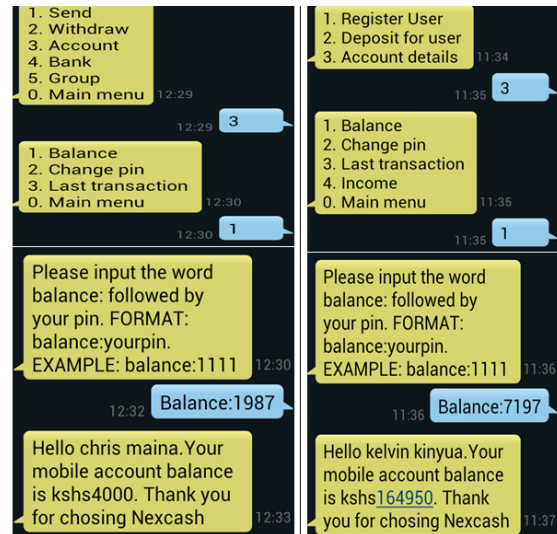 1. Send
2. Withdraw
3. Account
4. Bank
5. Group
0. Main menu 12:29
12:29 3
1. Balance
2. Change pin
3. Last transaction
0. Main menu 12:30
12:30 1
Please input the word
balance: followed by
your pin. FORMAT:
balance:yourpin.
EXAMPLE: balance:1111 12:30
12:32 Balance:1987
Hello chris maina.Your
mobile account balance
is kshs4000. Thank you
for chosing Nexcash 12:33
1. Register User
2. Deposit for user
3. Account details 11:34
11:35 3
1. Balance
2. Change pin
3. Last transaction
4. Income
0. Main menu 11:35
11:35 1
Please input the word
balance: followed by
your pin. FORMAT:
balance:yourpin.
EXAMPLE: balance:1111 11:36
11:36 Balance:7197
Hello kelvin kinyua.Your
mobile account balance
is kshs164950. Thank
you for chosing Nexcash 11:37